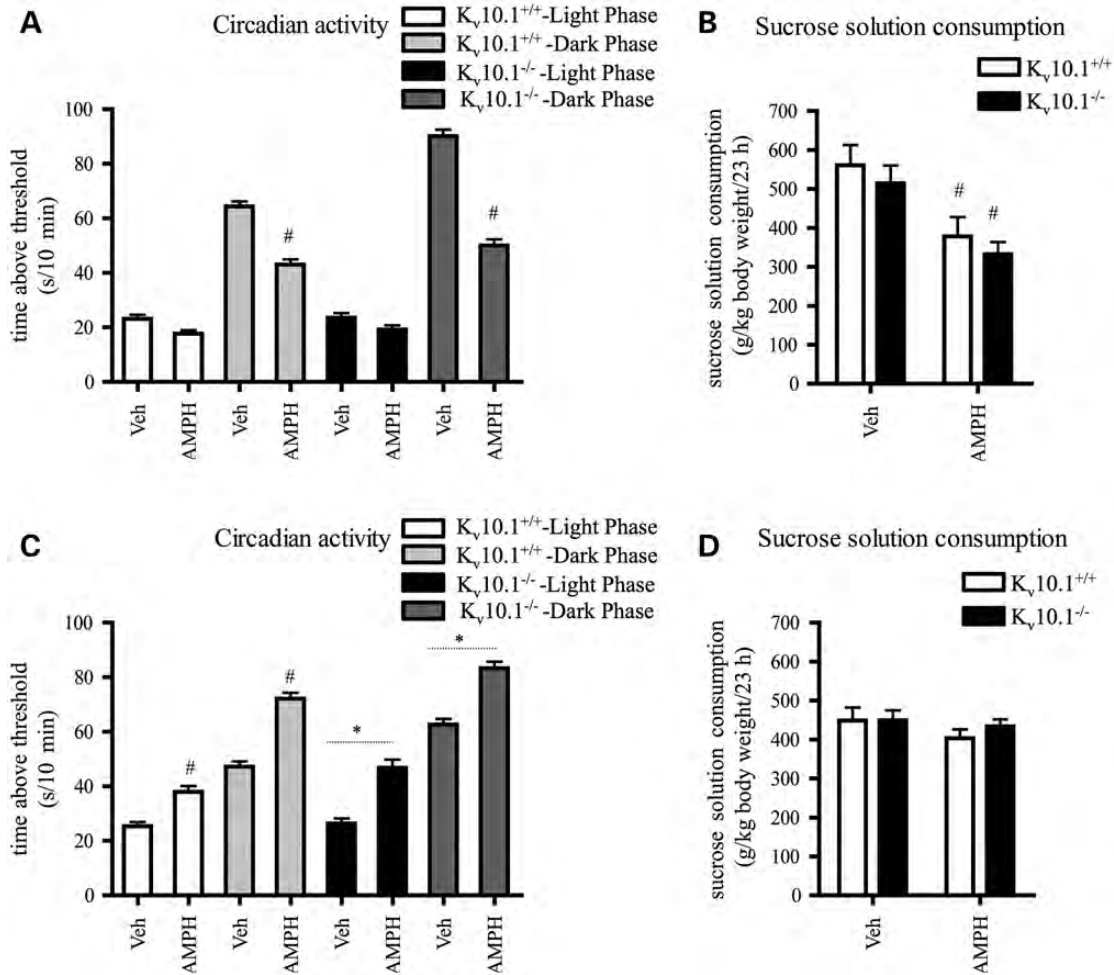 A
Circadian activity
Kv10.1+/+-Light Phase
Kv10.1+/+-Dark Phase
Kv10.1-/--Light Phase
Kv10.1-/--Dark Phase
time above threshold
(s/10 min)
100
80
60
40
20
0
#
#
Veh
AMPH
Veh
AMPH
Veh
AMPH
Veh
AMPH
B
Sucrose solution consumption
Kv10.1+/+
Kv10.1-/-
sucrose solution consumption
(g/kg body weight/23 h)
700
600
500
400
300
200
100
0
#
#
Veh
AMPH
C
Circadian activity
Kv10.1+/+-Light Phase
Kv10.1+/+-Dark Phase
Kv10.1-/--Light Phase
Kv10.1-/--Dark Phase
time above threshold
(s/10 min)
100
80
60
40
20
0
#
#
*
*
Veh
AMPH
Veh
AMPH
Veh
AMPH
Veh
AMPH
D
Sucrose solution consumption
Kv10.1+/+
Kv10.1-/-
sucrose solution consumption
(g/kg body weight/23 h)
700
600
500
400
300
200
100
0
Veh
AMPH